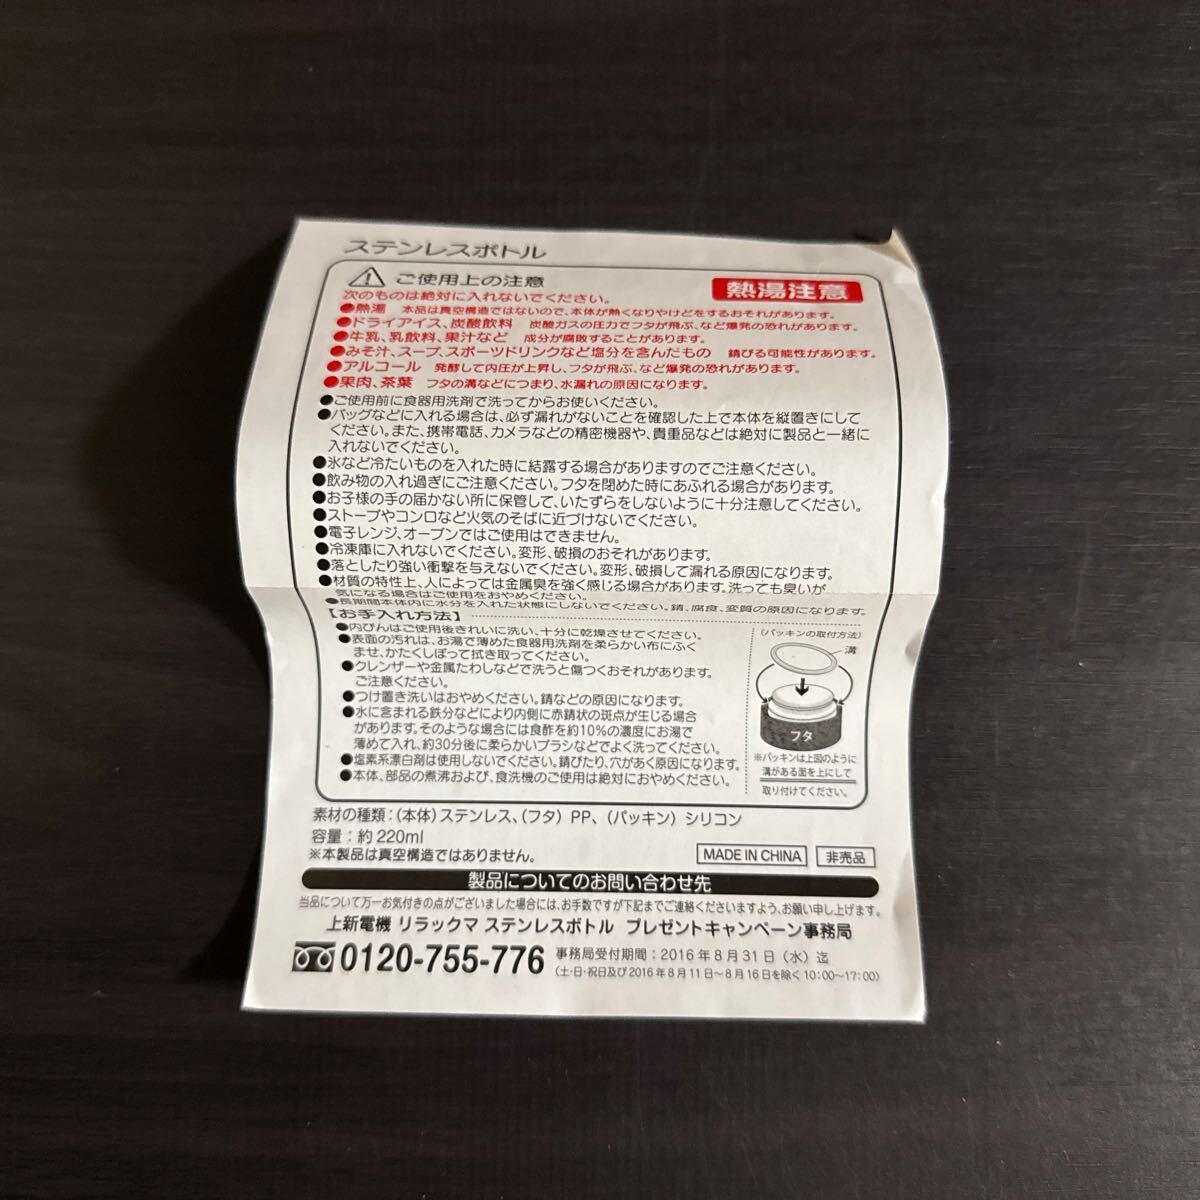 ステンレスボトル
ご使用上の注意
熱湯注意
次のものは絶対に入れないでください。
●熱湯 本品は真空構造ではないので、本体が熱くなりやけどをするおそれがあります。
●ドライアイス、炭酸飲料 炭酸ガスの圧力でフタが飛ぶ、など爆発の恐れがあります。
●牛乳、乳飲料、果汁など 成分が腐敗することがあります。
●みそ汁、スープ、スポーツドリンクなど塩分を含んだもの 錆びる可能性があります。
●アルコール 発酵して内圧が上昇し、フタが飛ぶ、など爆発の恐れがあります。
●果肉、茶葉 フタの溝などにつまり、水漏れの原因になります。
●ご使用前に食器用洗剤で洗ってからお使いください。
●バッグなどに入れる場合は、必ず漏れがないことを確認した上で本体を縦置きにして
ください。また、携帯電話、カメラなどの精密機器や、貴重品などは絶対に製品と一緒に
入れないでください。
●氷など冷たいものを入れた時に結露する場合がありますのでご注意ください。
●飲み物の入れ過ぎにご注意ください。フタを閉めた時にあふれる場合があります。
●お子様の手の届かない所に保管して、いたずらをしないように十分注意してください。
●ストーブやコンロなど火気のそばに近づけないでください。
●電子レンジ、オーブンではご使用はできません。
●冷凍庫に入れないでください。変形、破損のおそれがあります。
●落としたり強い衝撃を与えないでください。変形、破損して漏れる原因になります。
●材質の特性上、人によっては金属臭を強く感じる場合があります。洗っても臭いが
気になる場合はご使用をおやめください。
●長期間本体内に水分を入れた状態にしないでください。錆、腐食、変質の原因になります。
【お手入れ方法】
●内びんはご使用後きれいに洗い、十分に乾燥させてください。
●表面の汚れは、お湯で薄めた食器用洗剤を柔らかい布にふく
ませ、かたくしぼって拭き取ってください。
●クレンザーや金属たわしなどで洗うと傷つくおそれがあります。
ご注意ください。
●つけ置き洗いはおやめください。錆などの原因になります。
●水に含まれる鉄分などにより内側に赤錆状の斑点が生じる場合
があります。そのような場合には食酢を約10%の濃度にお湯で
薄めて入れ、約30分後に柔らかいブラシなどでよく洗ってください。
●塩素系漂白剤は使用しないでください。錆びたり、穴があく原因になります。
●本体、部品の煮沸および、食洗機のご使用は絶対におやめください。
(パッキンの取付方法)
溝
フタ
※パッキンは上図のように
溝がある面を上にして
取り付けてください。
素材の種類:(本体)ステンレス、(フタ)PP、(パッキン)シリコン
容量:約220ml
※本製品は真空構造ではありません。
MADE IN CHINA
非売品
製品についてのお問い合わせ先
当品について万一お気付きの点がございました場合には、お手数ですが下記までご連絡くださいますよう、お願い申し上げます。
上新電機 リラックマ ステンレスボトル プレゼントキャンペーン事務局
0120-755-776
事務局受付期間:2016年8月31日(水)迄
(土・日・祝日及び2016年8月11日〜8月16日を除く10:00〜17:00)